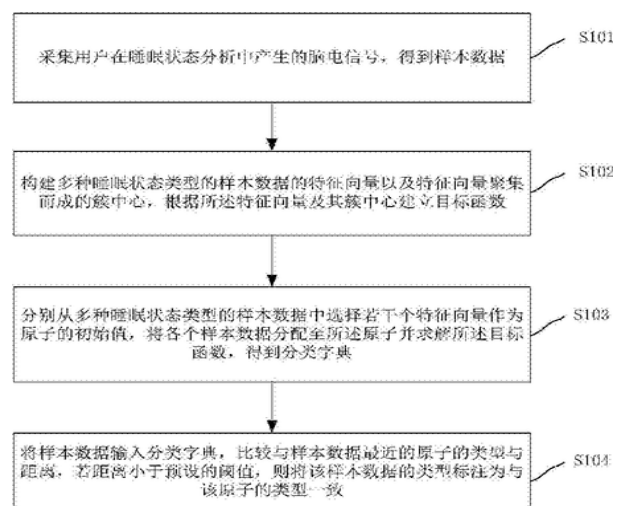 采集用户在睡眠状态分析中产生的脑电信号，得到样本数据
S101
构建多种睡眠状态类型的样本数据的特征向量以及特征向量聚集
而成的簇中心，根据所述特征向量及其簇中心建立目标函数
S102
分别从多种睡眠状态类型的样本数据中选择若干个特征向量作为
原子的初始值，将各个样本数据分配至所述原子并求解所述目标
函数，得到分类字典
S103
将样本数据输入分类字典，比较与样本数据最近的原子的类型与
距离，若距离小于预设的阈值，则将该样本数据的类型标注为与
该原子的类型一致
S104